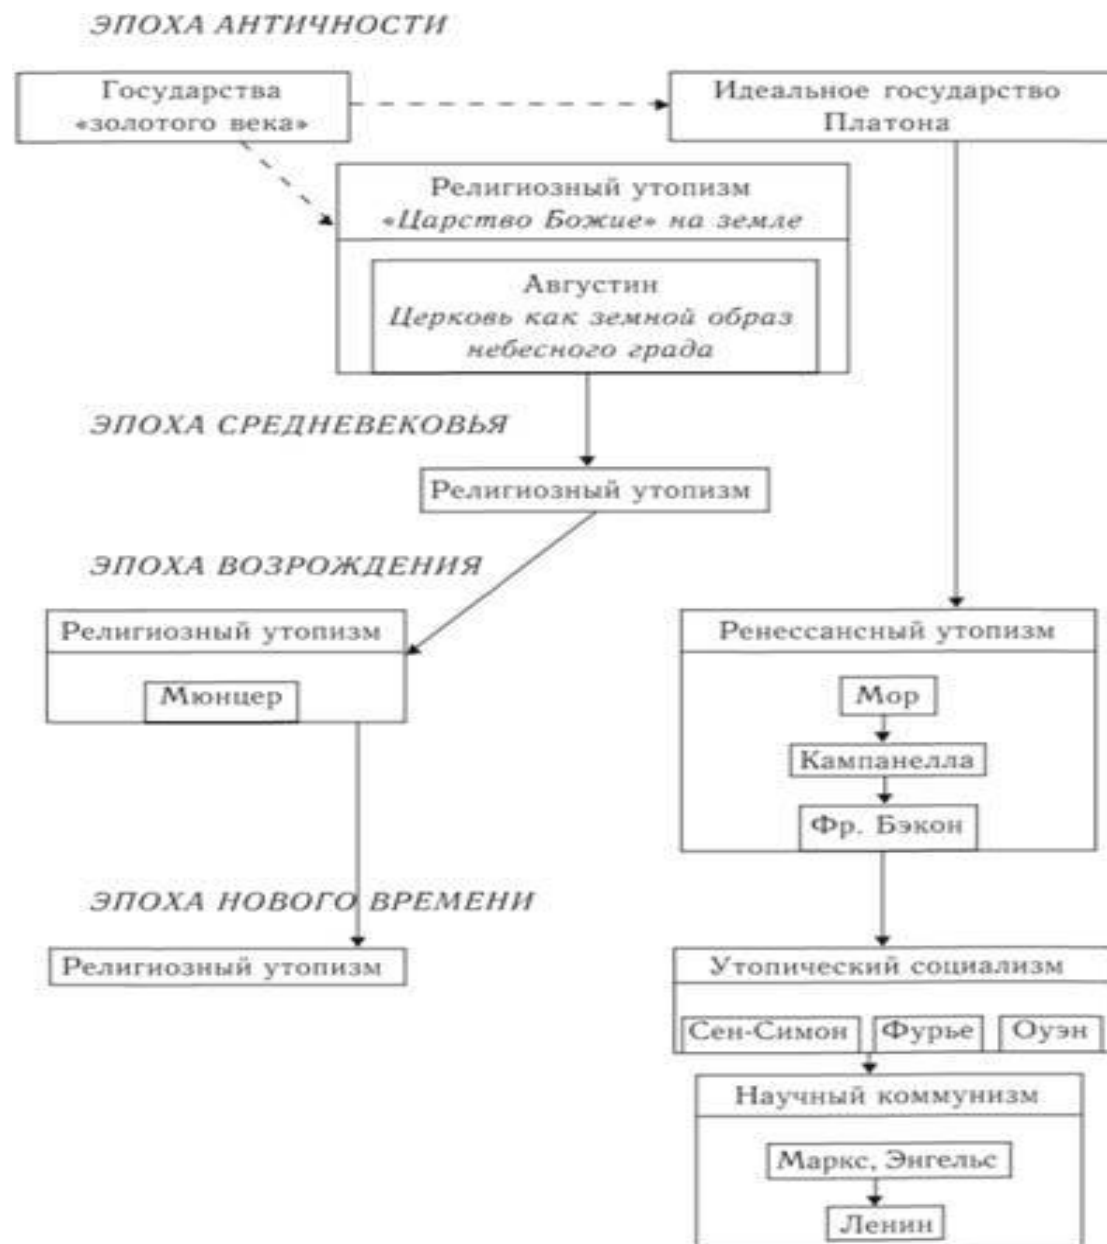 ЭПОХА АНТИЧНОСТИ
Государства
«золотого века»
Идеальное государство
Платона
Религиозный утопизм
«Царство Божие» на земле
Августин
Церковь как земной образ
небесного града
ЭПОХА СРЕДНЕВЕКОВЬЯ
Религиозный утопизм
ЭПОХА ВОЗРОЖДЕНИЯ
Религиозный утопизм
Мюнцер
Ренессансный утопизм
Мор
Кампанелла
Фр. Бэкон
ЭПОХА НОВОГО ВРЕМЕНИ
Религиозный утопизм
Утопический социализм
Сен-Симон
Фурье
Оуэн
Научный коммунизм
Маркс, Энгельс
Ленин